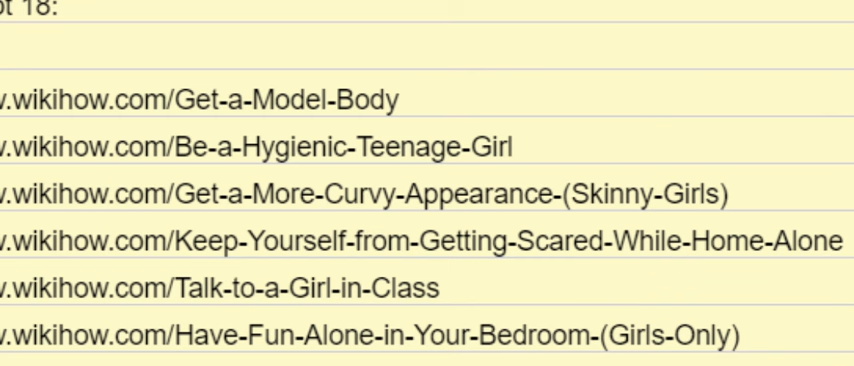 pt 18:
w.wikihow.com/Get-a-Model-Body
w.wikihow.com/Be-a-Hygienic-Teenage-Girl
w.wikihow.com/Get-a-More-Curvy-Appearance-(Skinny-Girls)
w.wikihow.com/Keep-Yourself-from-Getting-Scared-While-Home-Alone
w.wikihow.com/Talk-to-a-Girl-in-Class
w.wikihow.com/Have-Fun-Alone-in-Your-Bedroom-(Girls-Only)